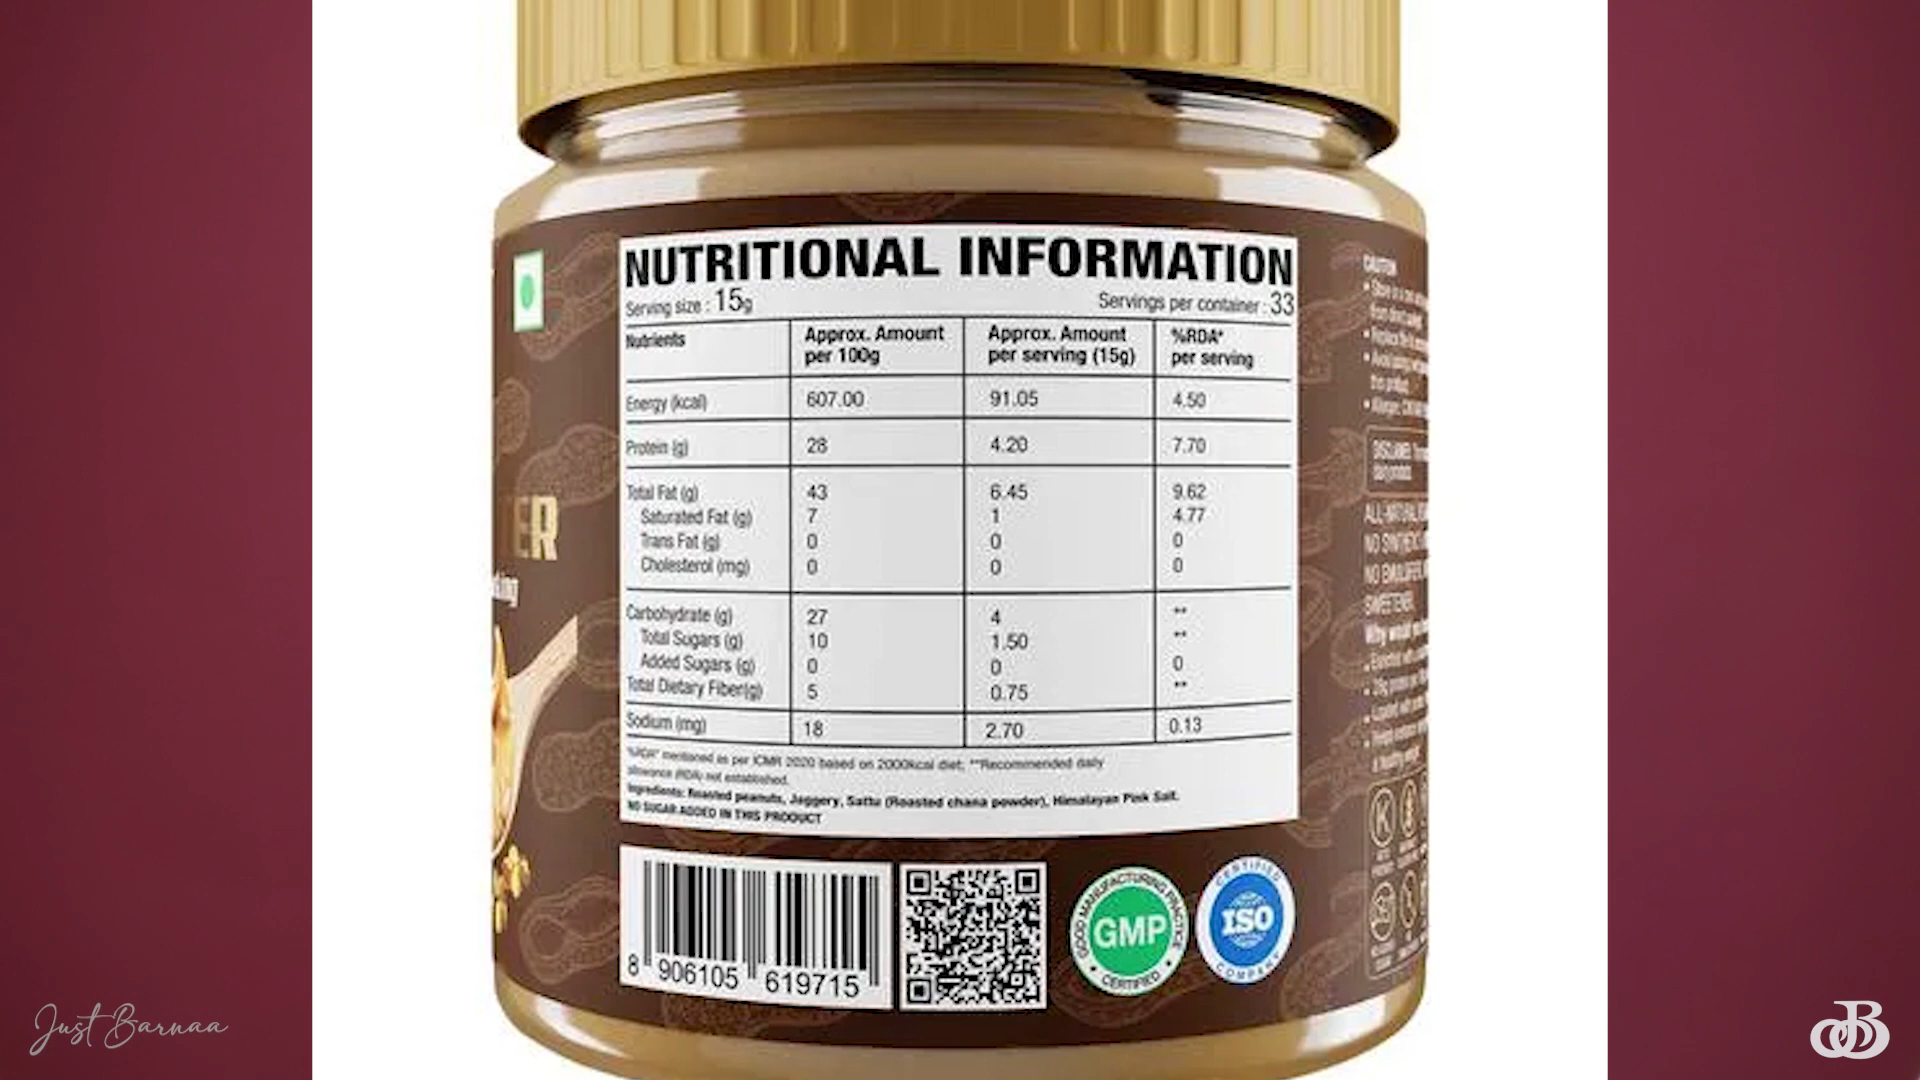 NUTRITIONAL INFORMATION
Serving size : 15g
Servings per container : 33
Nutrients
Approx. Amount per 100g
Approx. Amount per serving (15g)
%RDA* per serving
Energy (kcal) 607.00 91.05 4.50
Protein (g) 28 4.20 7.70
Total Fat (g) 43 6.45 9.62
Saturated Fat (g) 7 1 4.77
Trans Fat (g) 0 0 0
Cholesterol (mg) 0 0 0
Carbohydrate (g) 27 4 **
Total Sugars (g) 10 1.50 **
Added Sugars (g) 0 0 0
Total Dietary Fiber(g) 5 0.75 **
Sodium (mg) 18 2.70 0.13
%RDA* mentioned as per ICMR 2020 based on 2000kcal diet; **Recommended daily
allowance (RDA) not established.
Ingredients: Roasted peanuts, Jaggery, Sattu (Roasted chana powder), Himalayan Pink Salt.
NO SUGAR ADDED IN THIS PRODUCT
8 906105 619715
GOOD MANUFACTURING PRACTICE
GMP
CERTIFIED
CERTIFIED
ISO
COMPANY
ER
CAUTION
ALL-NATURAL
NO EMULSIFER
SWEETENER
K
Just Barnaa